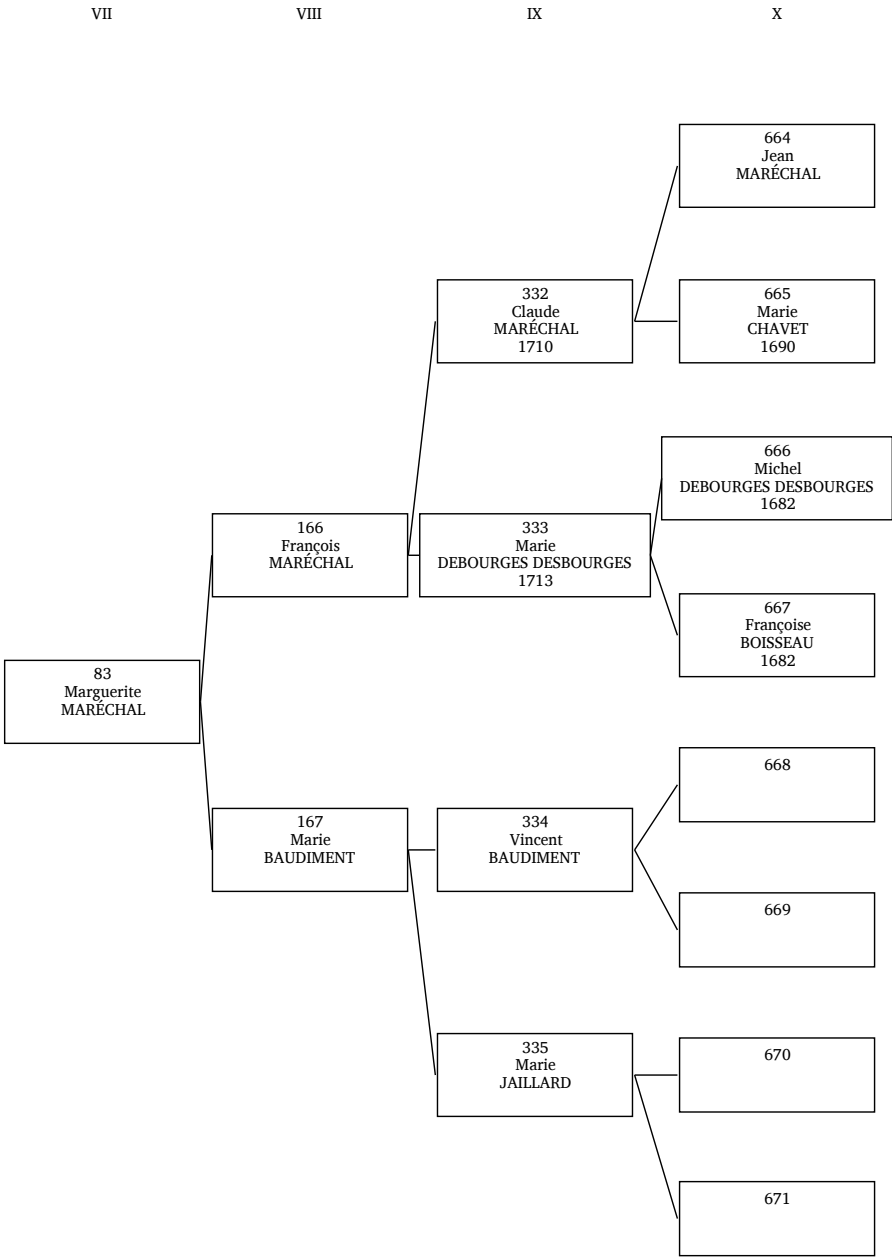 VII VIII IX X
664
Jean
MARÉCHAL
332
Claude
MARÉCHAL
1710
665
Marie
CHAVET
1690
666
Michel
DEBOURGES DESBOURGES
1682
166
François
MARÉCHAL
333
Marie
DEBOURGES DESBOURGES
1713
667
Françoise
BOISSEAU
1682
83
Marguerite
MARÉCHAL
668
167
Marie
BAUDIMENT
334
Vincent
BAUDIMENT
669
335
Marie
JAILLARD
670
671